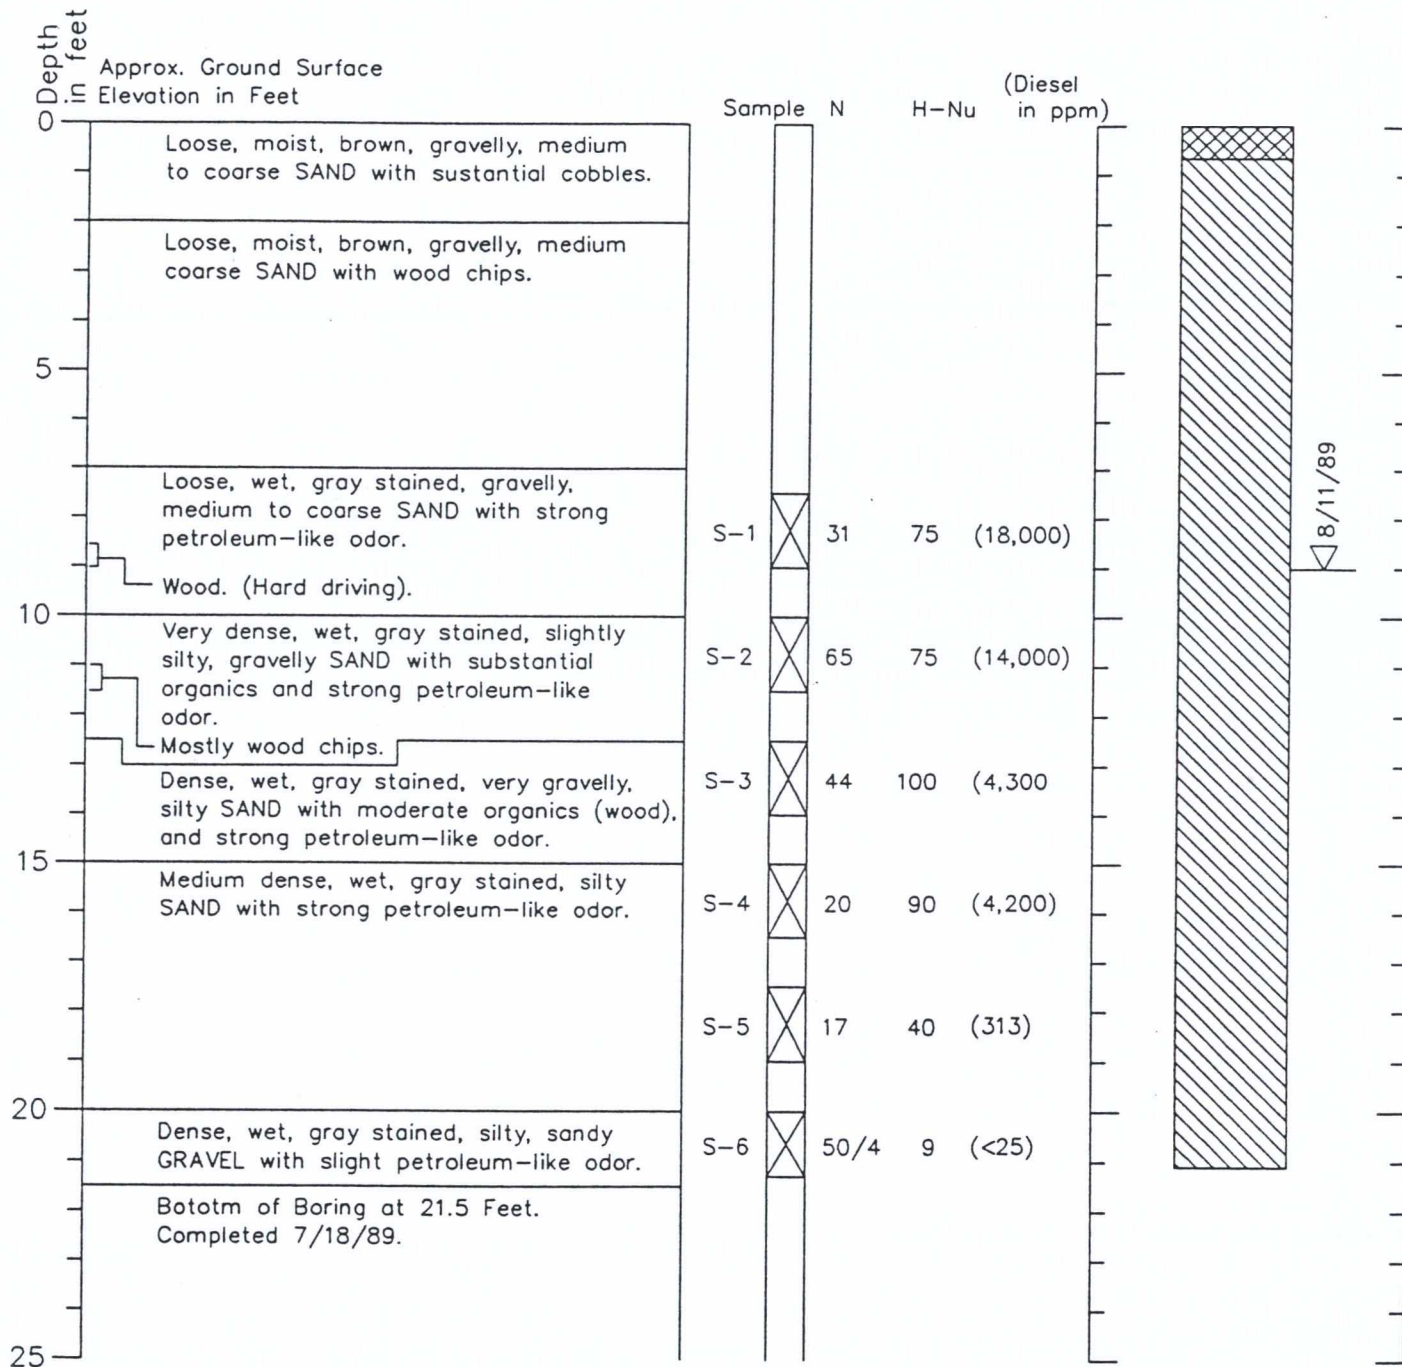 Depth
in feet
Approx. Ground Surface
Elevation in Feet
Sample N H-Nu (Diesel
in ppm)
0
Loose, moist, brown, gravelly, medium
to coarse SAND with sustantial cobbles.
Loose, moist, brown, gravelly, medium
coarse SAND with wood chips.
5
Loose, wet, gray stained, gravelly,
medium to coarse SAND with strong
petroleum-like odor.
S-1 31 75 (18,000)
8/11/89
Wood. (Hard driving).
10
Very dense, wet, gray stained, slightly
silty, gravelly SAND with substantial
organics and strong petroleum-like
odor.
S-2 65 75 (14,000)
Mostly wood chips.
Dense, wet, gray stained, very gravelly,
silty SAND with moderate organics (wood),
and strong petroleum-like odor.
S-3 44 100 (4,300
15
Medium dense, wet, gray stained, silty
SAND with strong petroleum-like odor.
S-4 20 90 (4,200)
S-5 17 40 (313)
20
Dense, wet, gray stained, silty, sandy
GRAVEL with slight petroleum-like odor.
S-6 50/4 9 (<25)
Bototm of Boring at 21.5 Feet.
Completed 7/18/89.
25